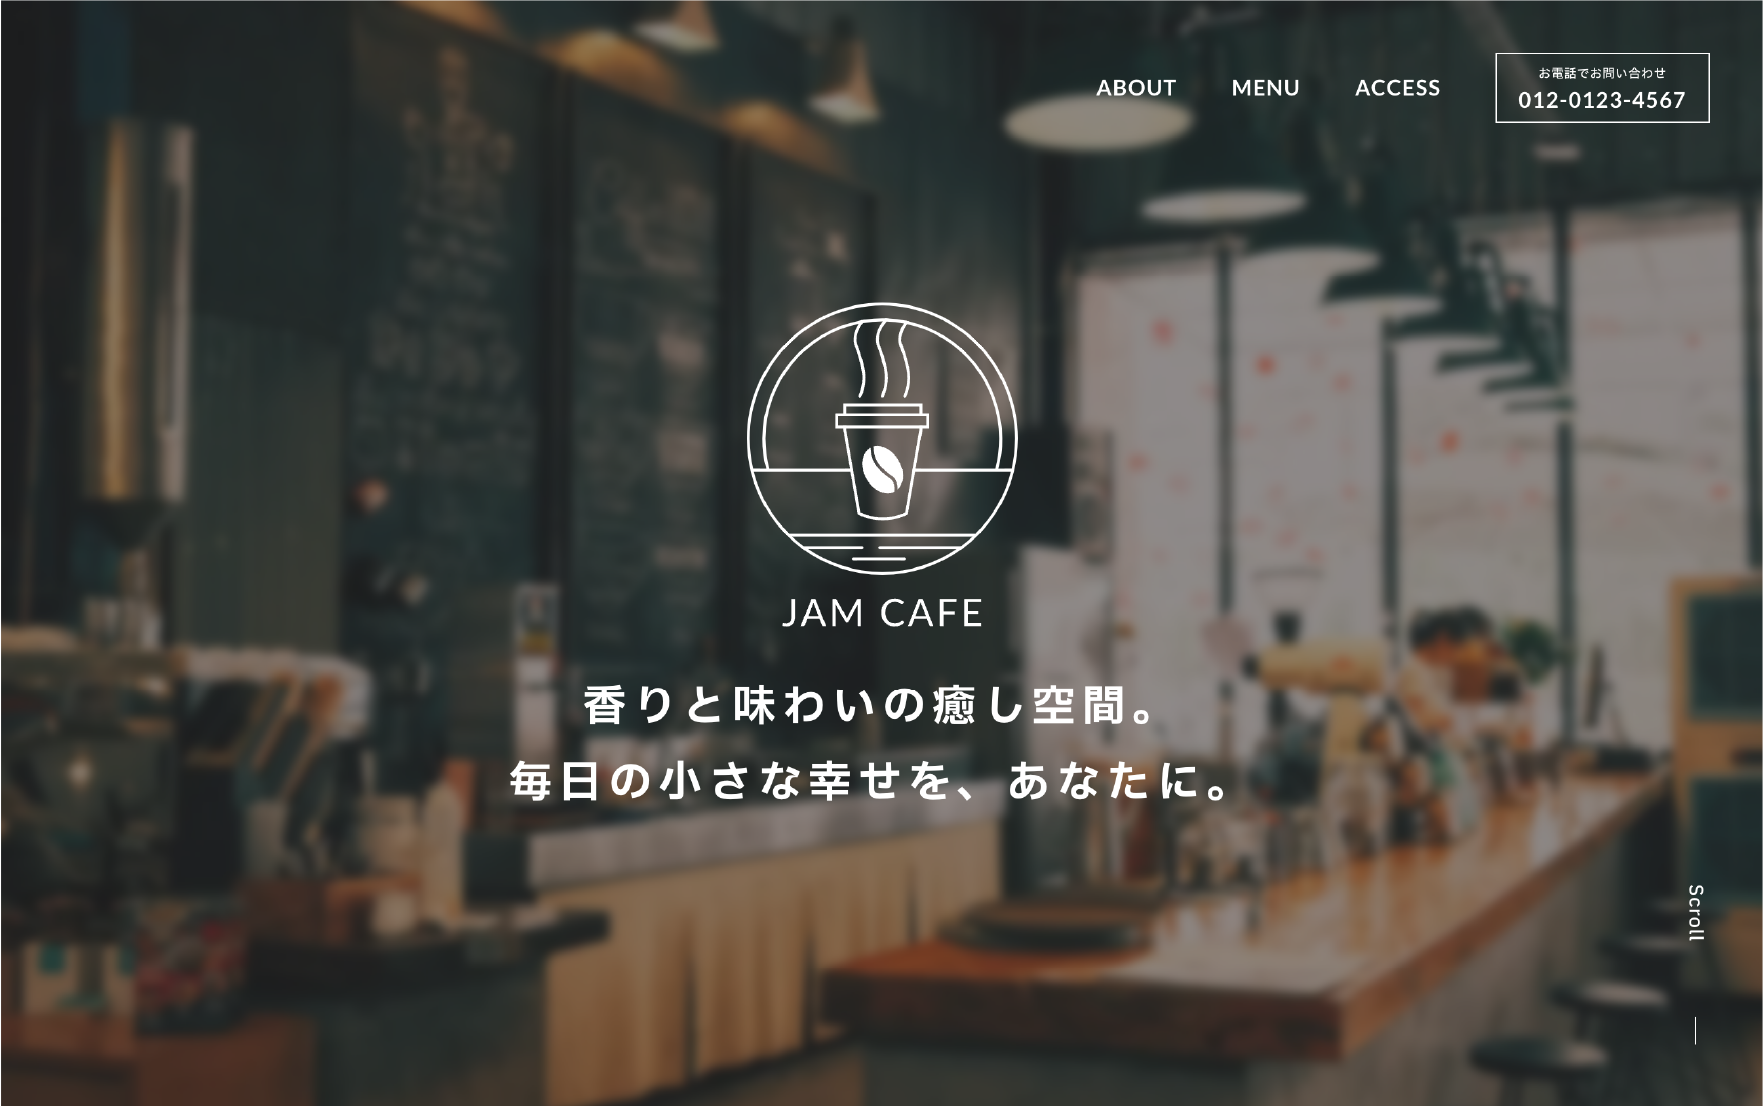 ABOUT
MENU
ACCESS
お電話でお問い合わせ
012-0123-4567
JAM CAFE
香りと味わいの癒し空間。
毎日の小さな幸せを、あなたに。
Scroll